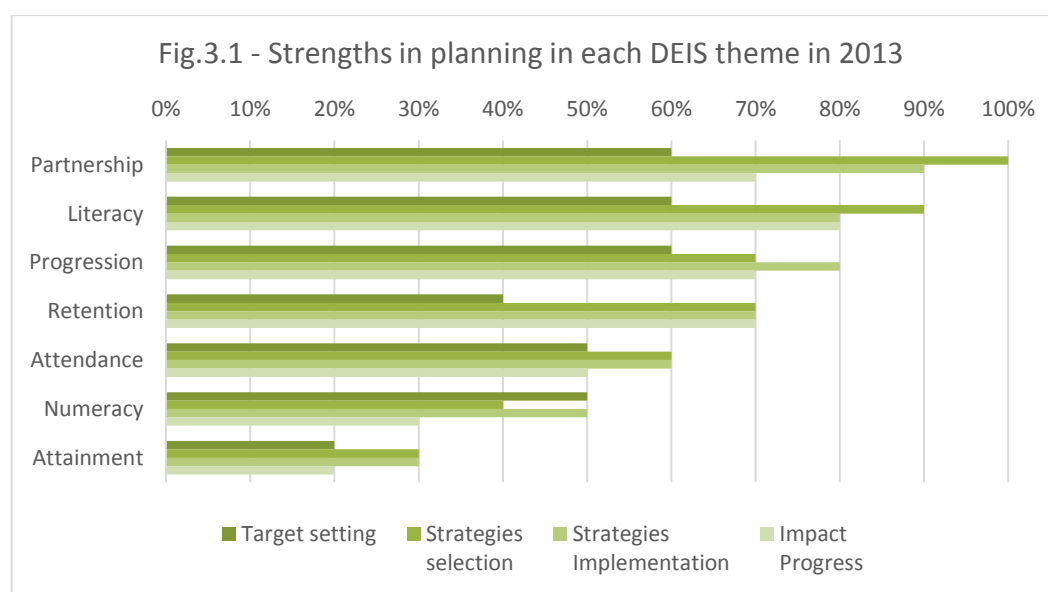 Fig.3.1 - Strengths in planning in each DEIS theme in 2013
0% 10% 20% 30% 40% 50% 60% 70% 80% 90% 100%
Partnership
Literacy
Progression
Retention
Attendance
Numeracy
Attainment
Target setting
Strategies
selection
Strategies
Implementation
Impact
Progress